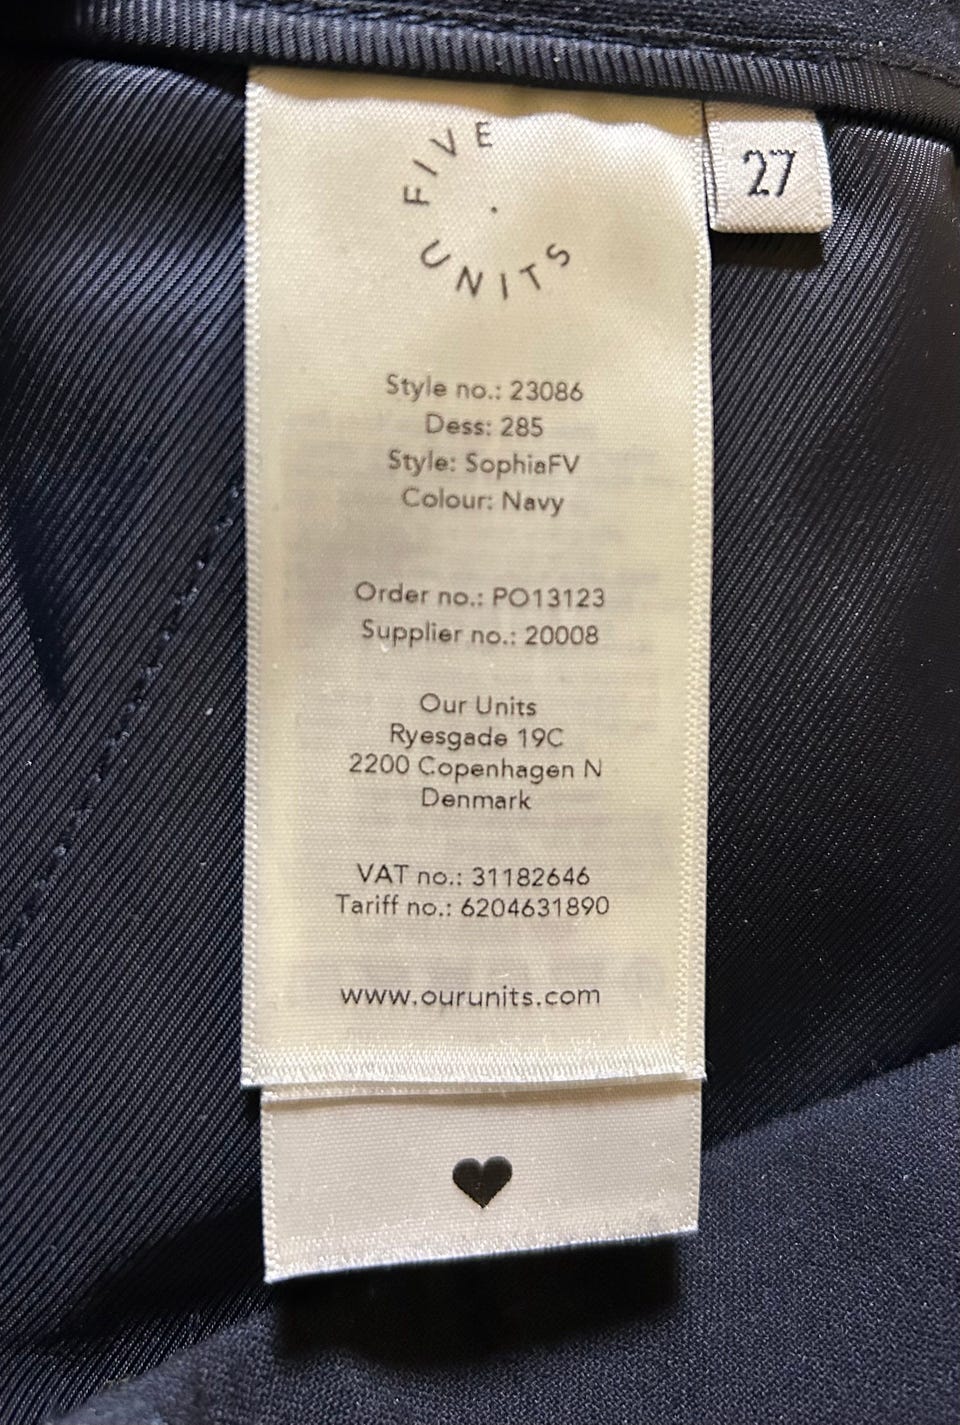 FIVE
UNITS
27
Style no.: 23086
Dess: 285
Style: SophiaFV
Colour: Navy
Order no.: PO13123
Supplier no.: 20008
Our Units
Ryesgade 19C
2200 Copenhagen N
Denmark
VAT no.: 31182646
Tariff no.: 6204631890
www.ourunits.com